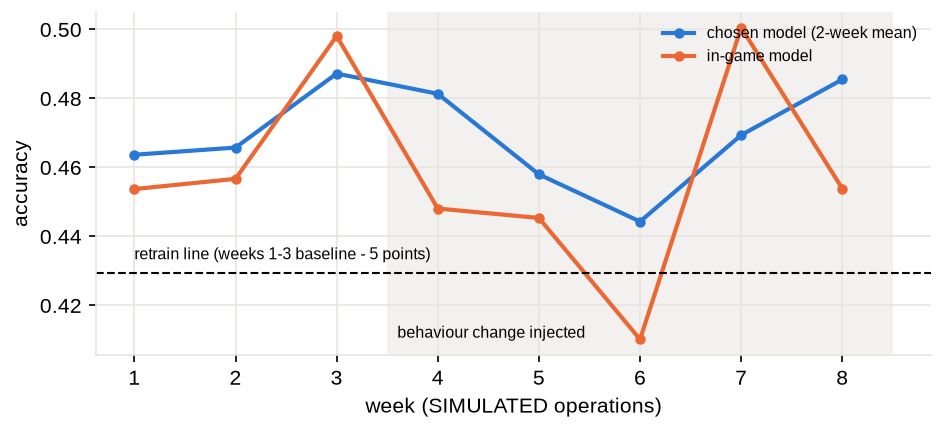 0.50
0.48
0.46
0.44
0.42
accuracy
chosen model (2-week mean)
in-game model
retrain line (weeks 1-3 baseline - 5 points)
behaviour change injected
1 2 3 4 5 6 7 8
week (SIMULATED operations)